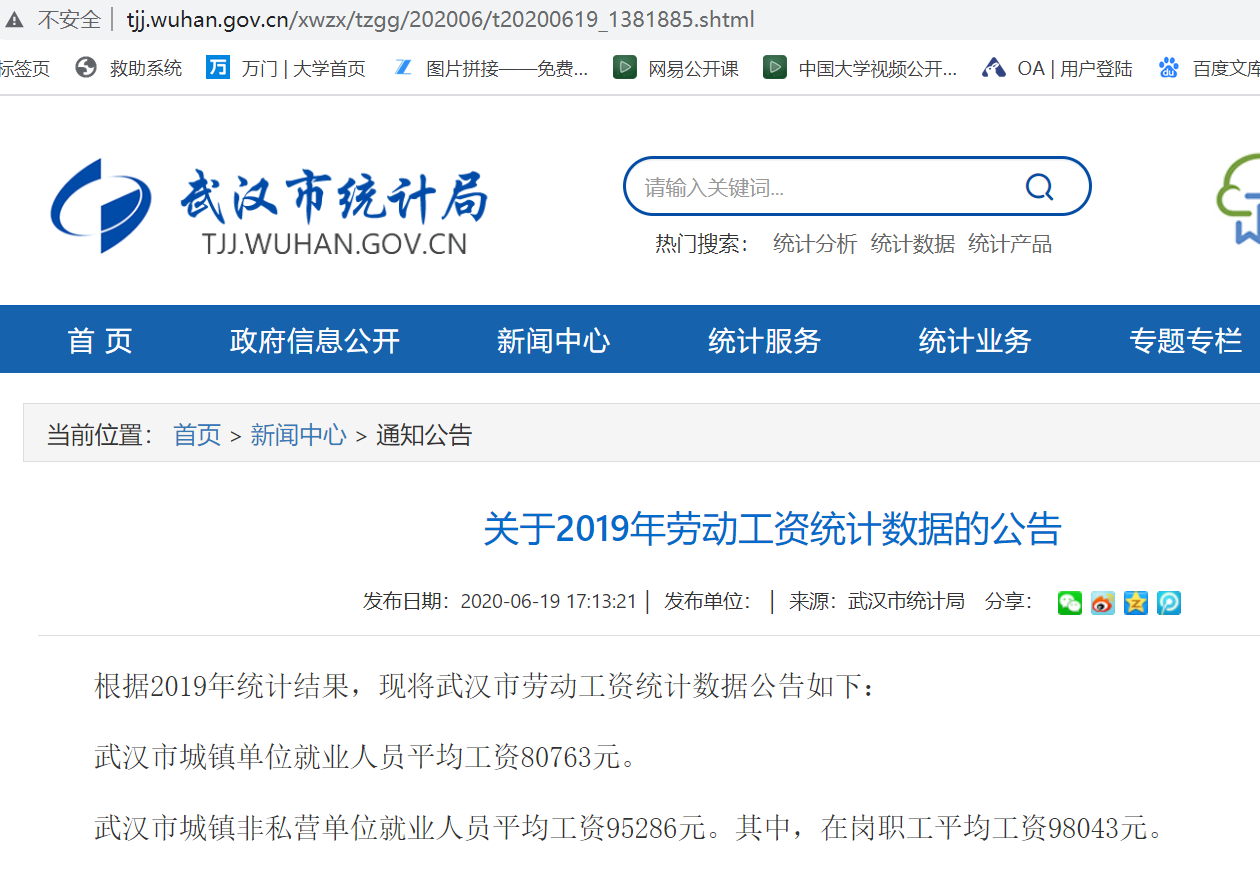 不安全 tjj.wuhan.gov.cn/xwzx/tzgg/202006/t20200619_1381885.shtml
标签页 救助系统 万 万门 | 大学首页 图片拼接——免费... 网易公开课 中国大学视频公开... OA | 用户登陆 百度文库
武汉市统计局
TJJ.WUHAN.GOV.CN
请输入关键词...
热门搜索： 统计分析 统计数据 统计产品
首 页 政府信息公开 新闻中心 统计服务 统计业务 专题专栏
当前位置： 首页 > 新闻中心 > 通知公告
关于2019年劳动工资统计数据的公告
发布日期：2020-06-19 17:13:21 | 发布单位： | 来源：武汉市统计局 分享：
根据2019年统计结果，现将武汉市劳动工资统计数据公告如下：
武汉市城镇单位就业人员平均工资80763元。
武汉市城镇非私营单位就业人员平均工资95286元。其中，在岗职工平均工资98043元。